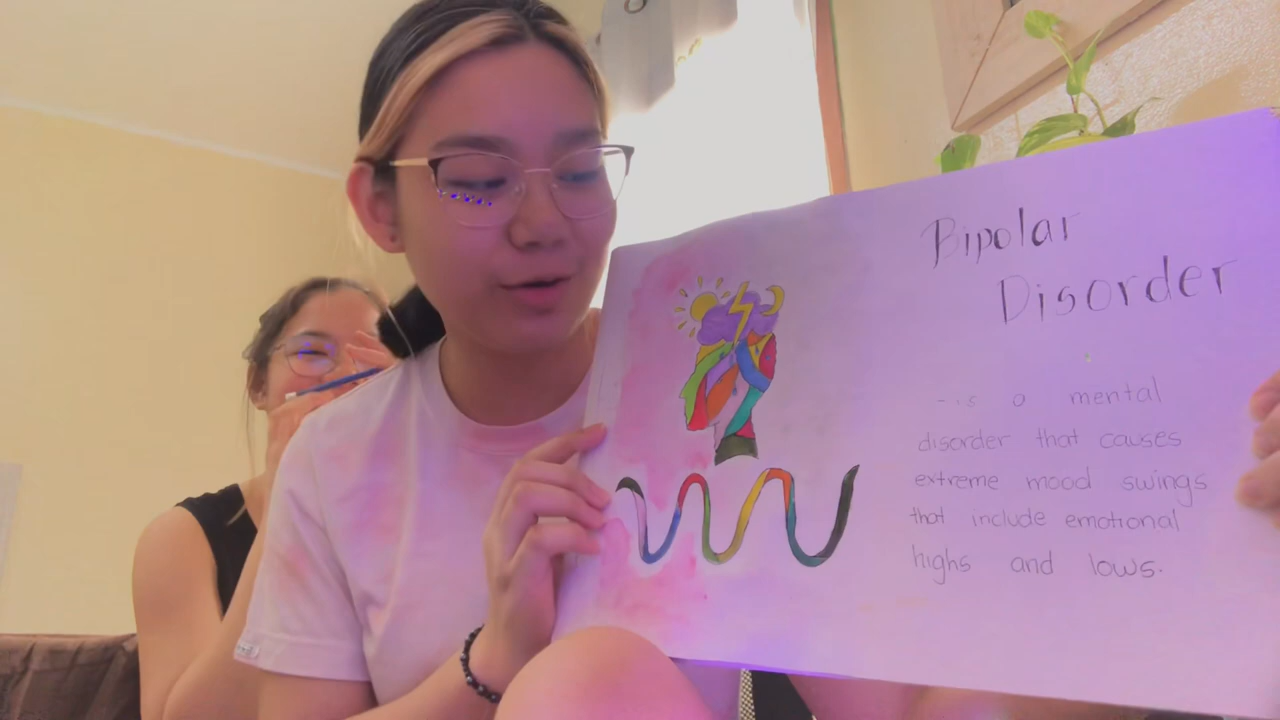 Bipolar
Disorder
- is a mental
disorder that causes
extreme mood swings
that include emotional
highs and lows.